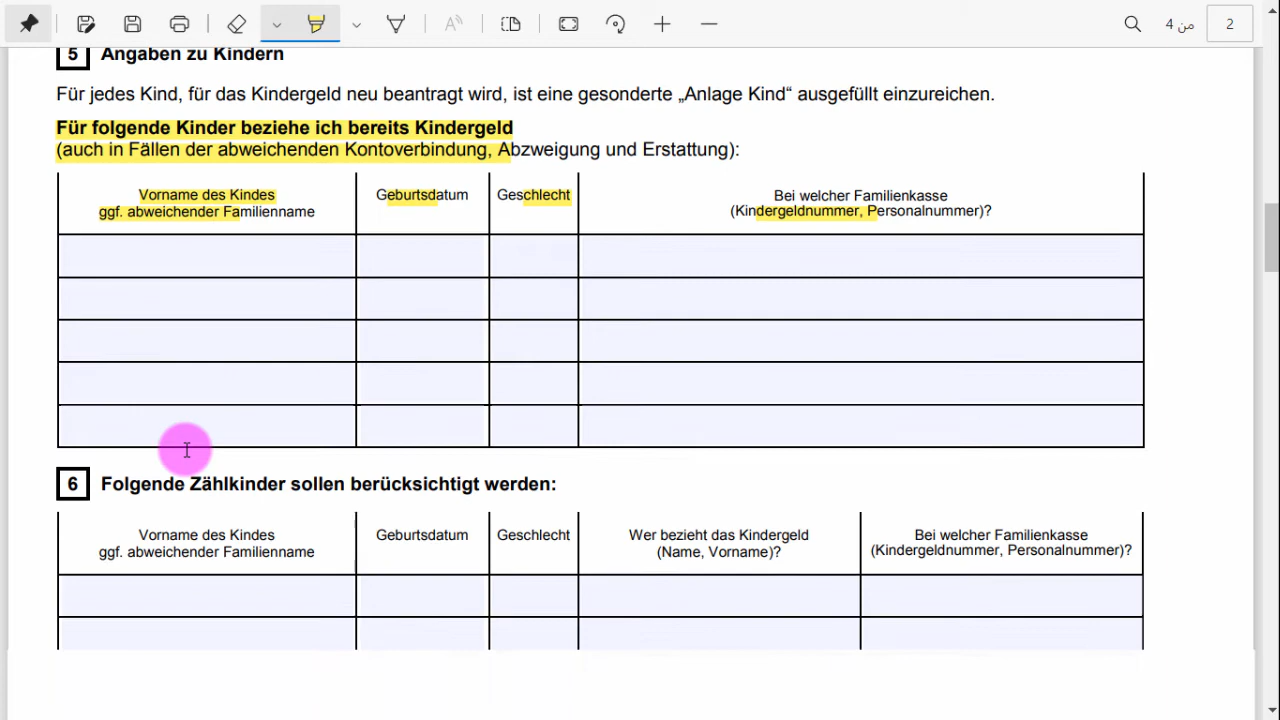 من 4
2
5 Angaben zu Kindern
Für jedes Kind, für das Kindergeld neu beantragt wird, ist eine gesonderte „Anlage Kind“ ausgefüllt einzureichen.
Für folgende Kinder beziehe ich bereits Kindergeld
(auch in Fällen der abweichenden Kontoverbindung, Abzweigung und Erstattung):
Vorname des Kindes
ggf. abweichender Familienname
Geburtsdatum
Geschlecht
Bei welcher Familienkasse
(Kindergeldnummer, Personalnummer)?
6 Folgende Zählkinder sollen berücksichtigt werden:
Vorname des Kindes
ggf. abweichender Familienname
Geburtsdatum
Geschlecht
Wer bezieht das Kindergeld
(Name, Vorname)?
Bei welcher Familienkasse
(Kindergeldnummer, Personalnummer)?